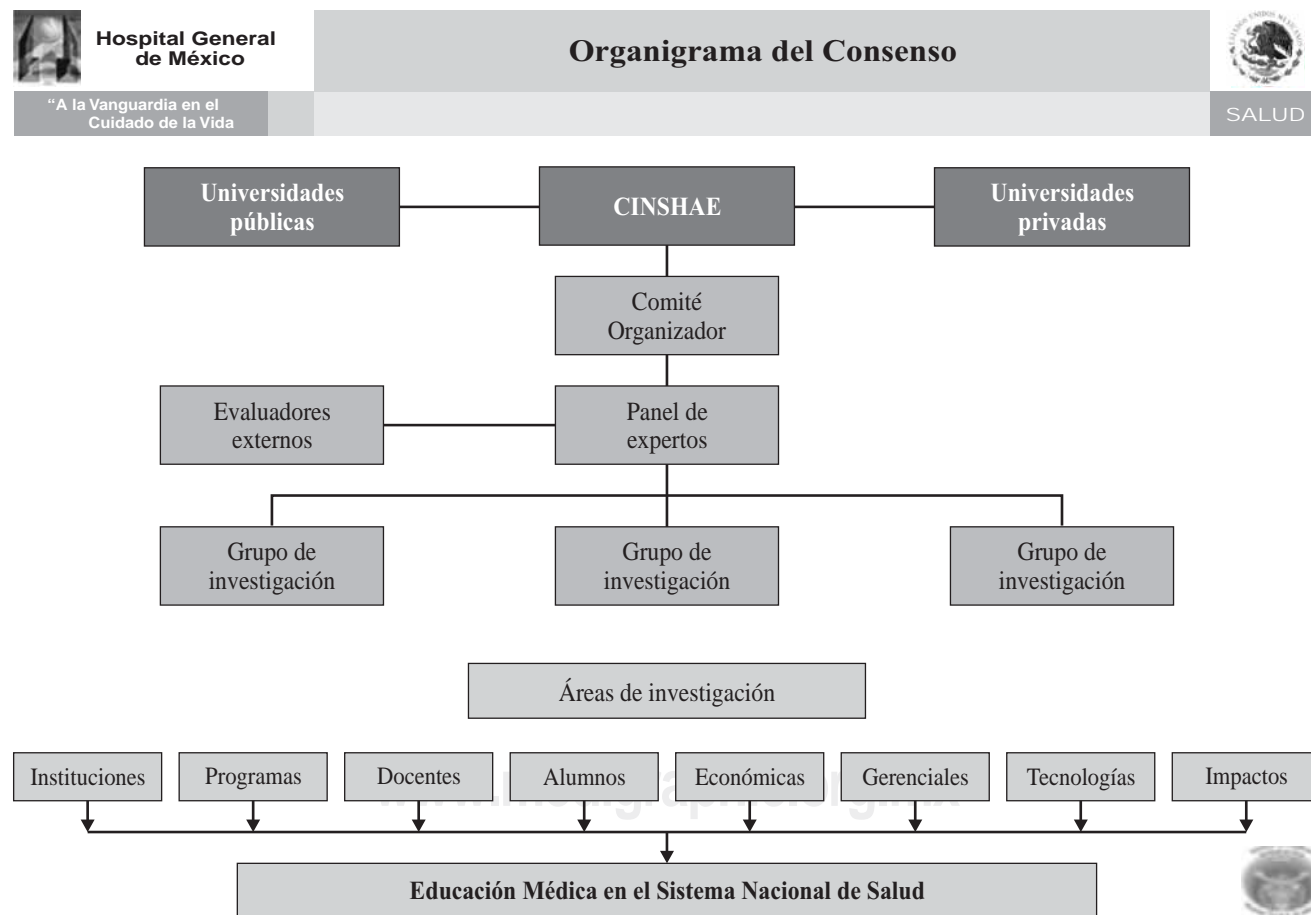 Hospital General
de México
Organigrama del Consenso
"A la Vanguardia en el
Cuidado de la Vida
SALUD
Universidades
públicas
CINSHAE
Universidades
privadas
Comité
Organizador
Evaluadores
externos
Panel de
expertos
Grupo de
investigación
Grupo de
investigación
Grupo de
investigación
Áreas de investigación
Instituciones
Programas
Docentes
Alumnos
Económicas
Gerenciales
Tecnologías
Impactos
Educación Médica en el Sistema Nacional de Salud